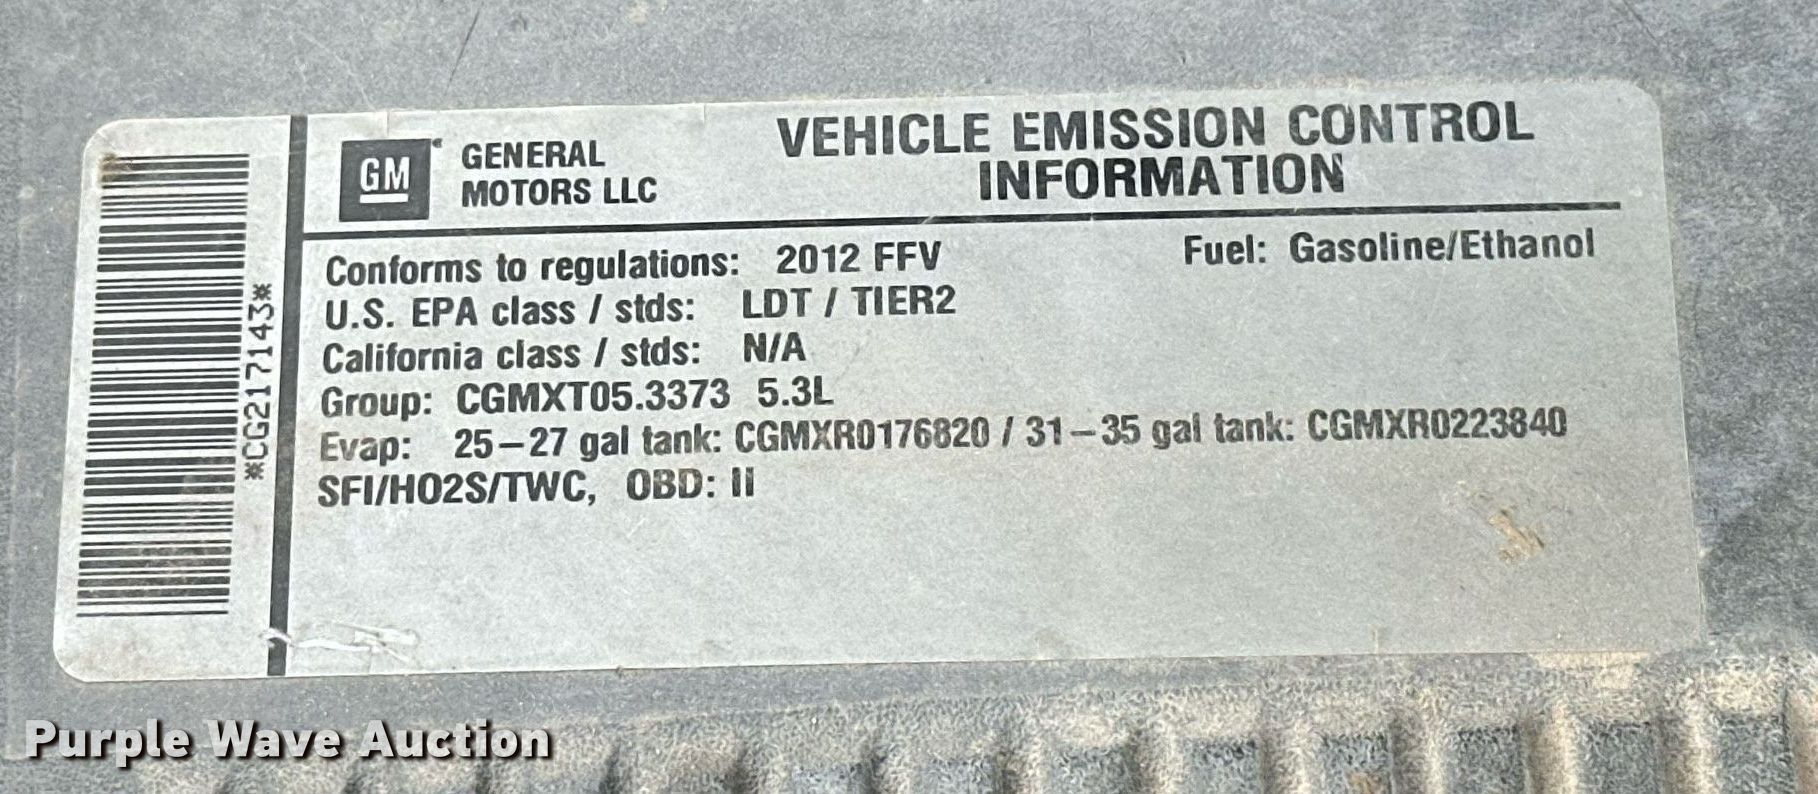 *CG217143*
GM
GENERAL
MOTORS LLC
VEHICLE EMISSION CONTROL
INFORMATION
Conforms to regulations: 2012 FFV
Fuel: Gasoline/Ethanol
U.S. EPA class / stds: LDT / TIER2
California class / stds: N/A
Group: CGMXT05.3373 5.3L
Evap: 25-27 gal tank: CGMXR0176820 / 31-35 gal tank: CGMXR0223840
SFI/HO2S/TWC, OBD: II
Purple Wave Auction